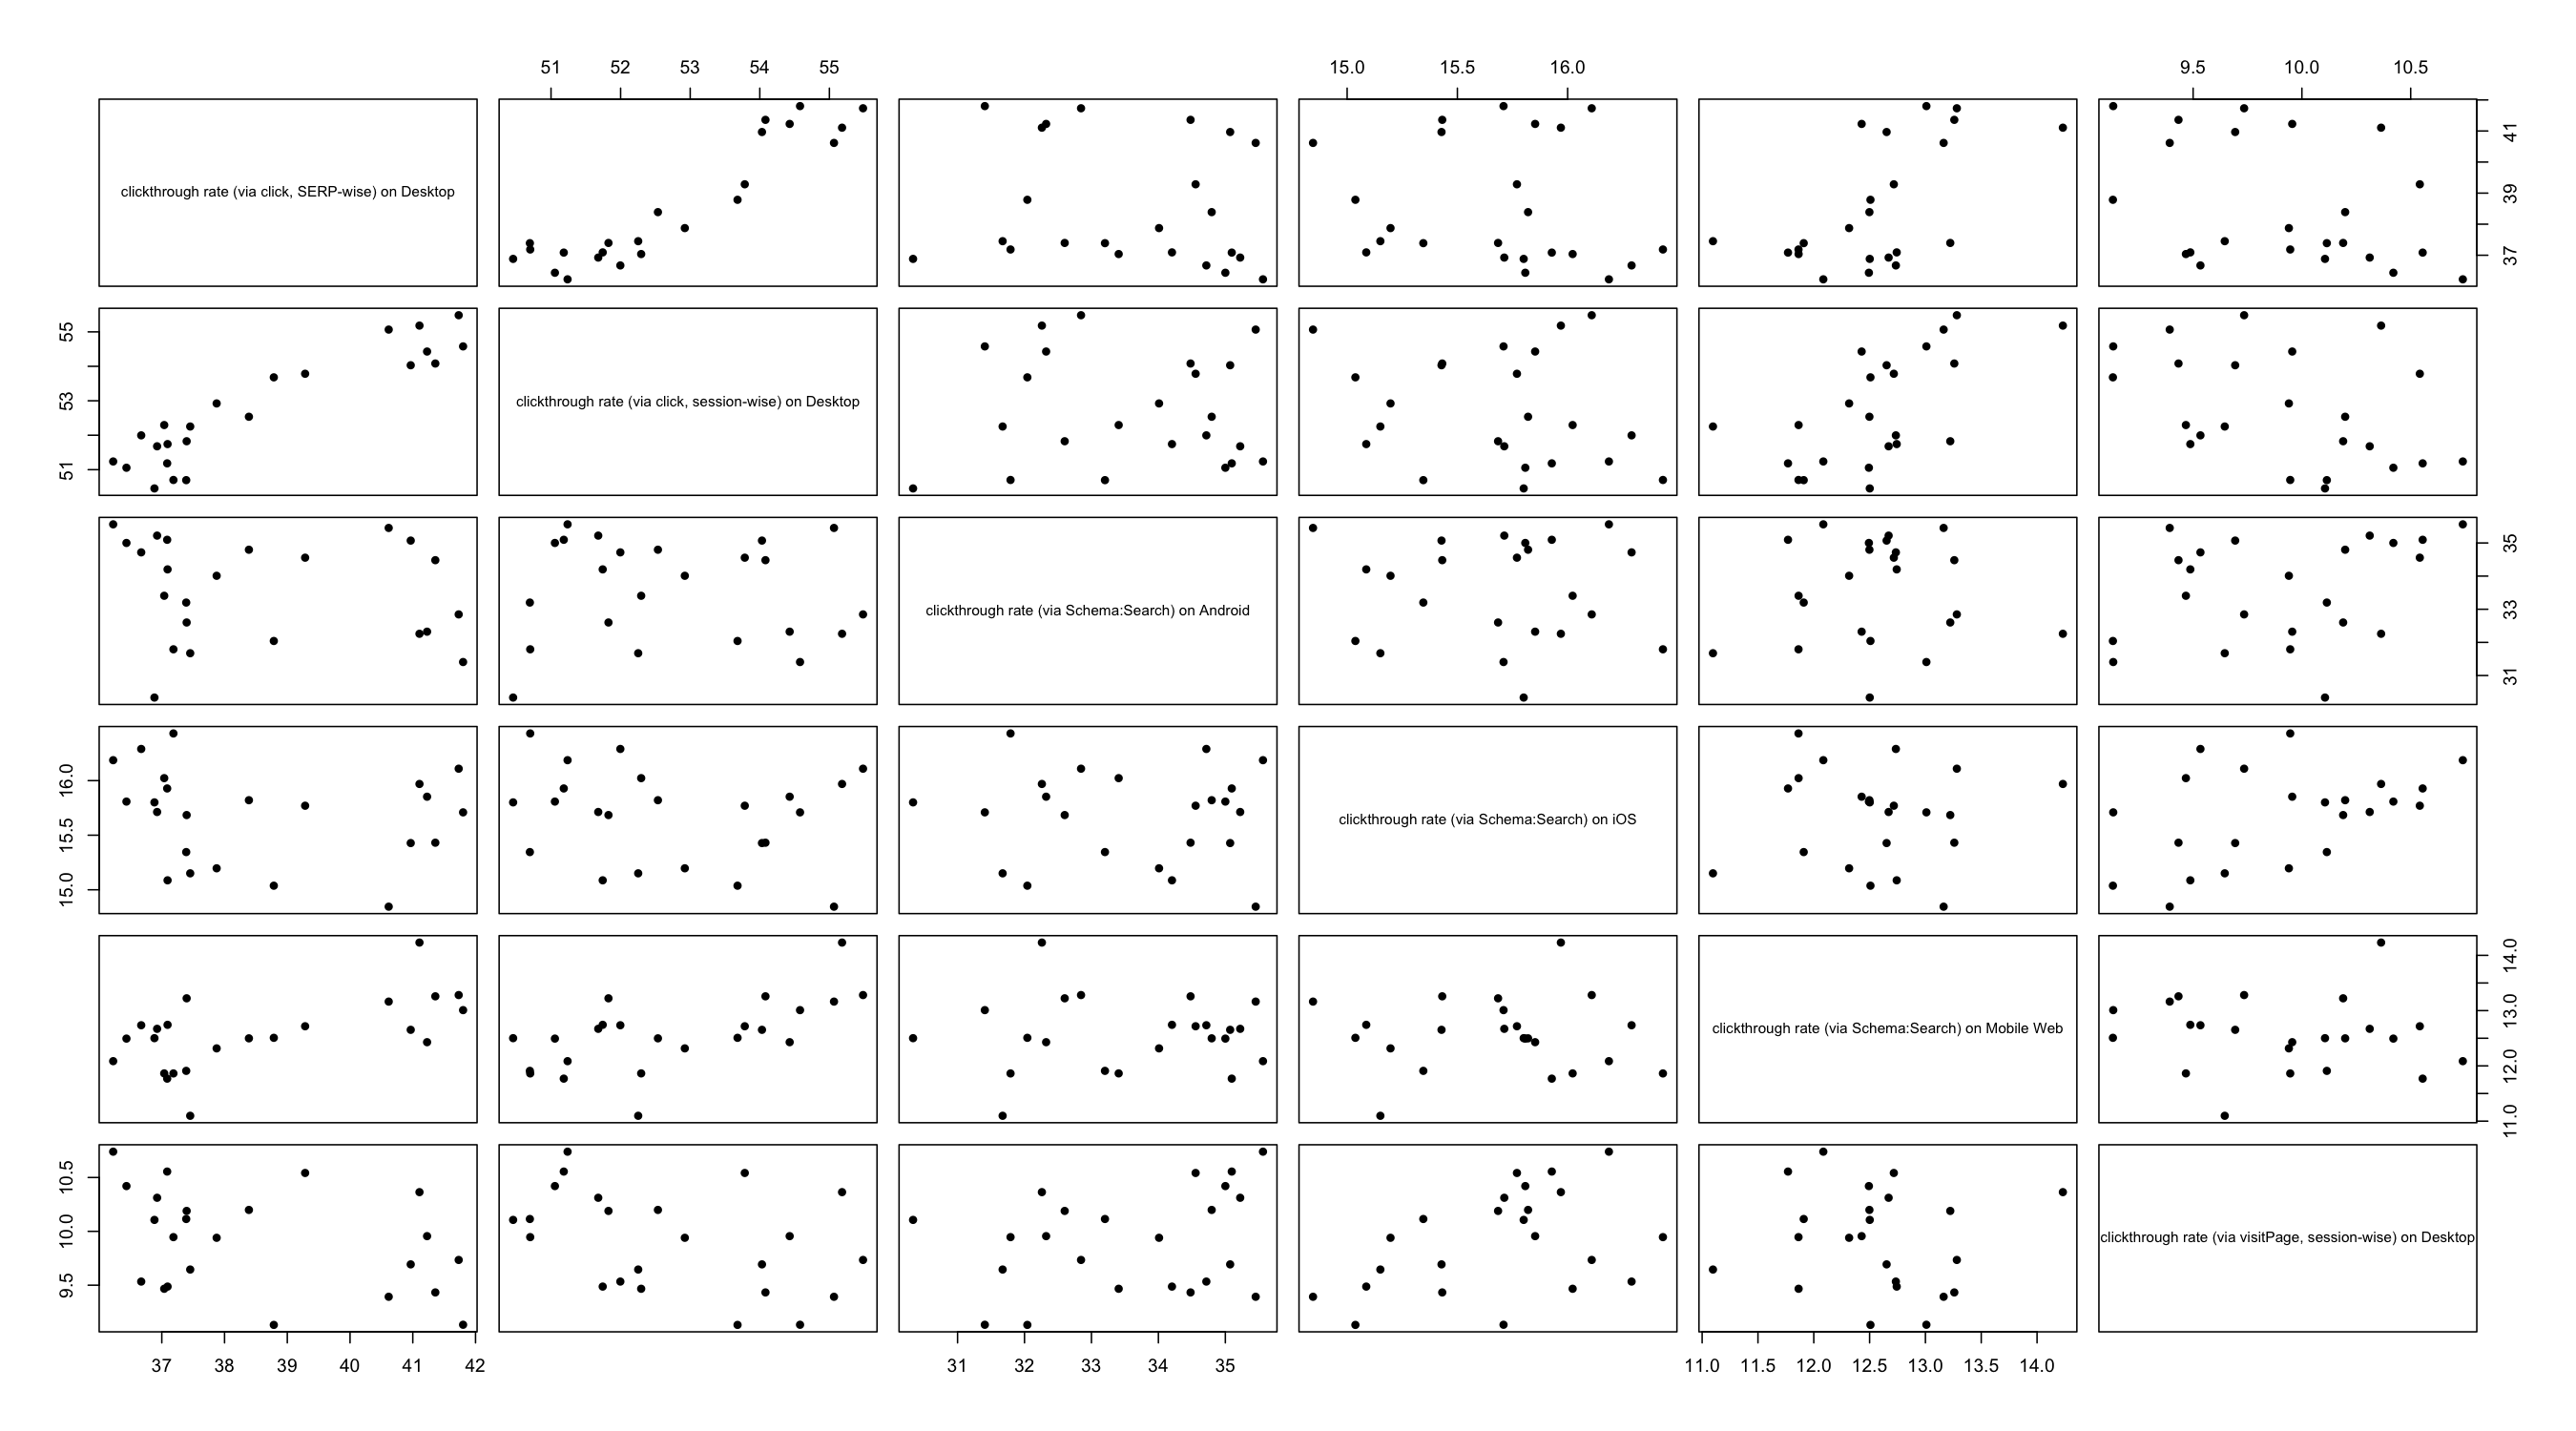 51 52 53 54 55 15.0 15.5 16.0 9.5 10.0 10.5
clickthrough rate (via click, SERP-wise) on Desktop
37 39 41
51 53 55
clickthrough rate (via click, session-wise) on Desktop
clickthrough rate (via Schema:Search) on Android
31 33 35
15.0 15.5 16.0
clickthrough rate (via Schema:Search) on iOS
clickthrough rate (via Schema:Search) on Mobile Web
11.0 12.0 13.0 14.0
9.5 10.0 10.5
clickthrough rate (via visitPage, session-wise) on Desktop
37 38 39 40 41 42 31 32 33 34 35 11.0 11.5 12.0 12.5 13.0 13.5 14.0